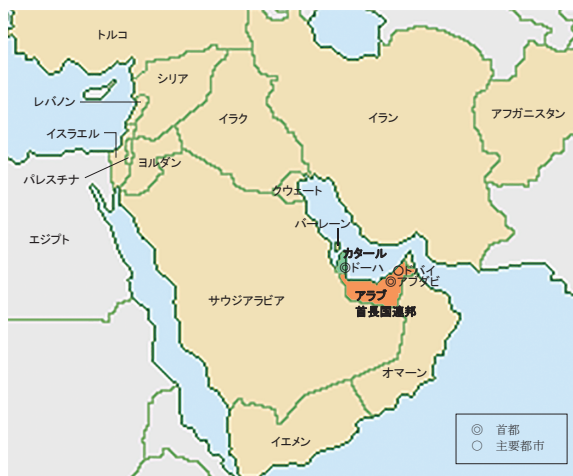 トルコ
シリア
レバノン
イスラエル
パレスチナ
ヨルダン
イラク
イラン
アフガニスタン
クウェート
バーレーン
カタール
ドーハ
ドバイ
アブダビ
アラブ
首長国連邦
エジプト
サウジアラビア
オマーン
イエメン
◎ 首都
○ 主要都市